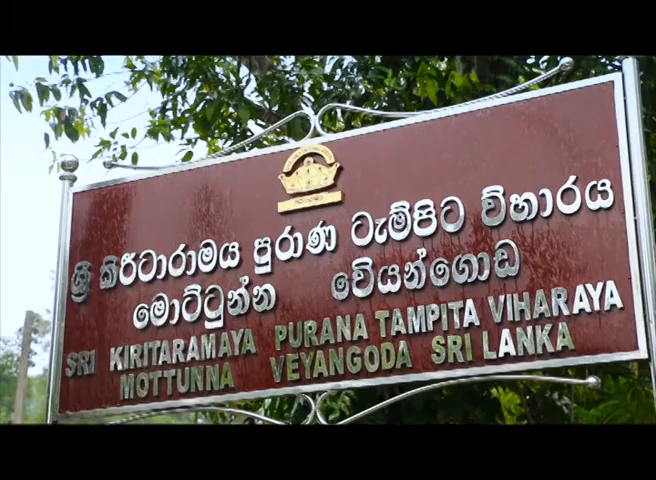 ශ්‍රී කිරිටාරාමය පුරාණ ටැම්පිට විහාරය
මොට්ටුන්න වේයන්ගොඩ
SRI KIRITARAMAYA PURANA TAMPITA VIHARAYA
MOTTUNNA VEYANGODA SRI LANKA